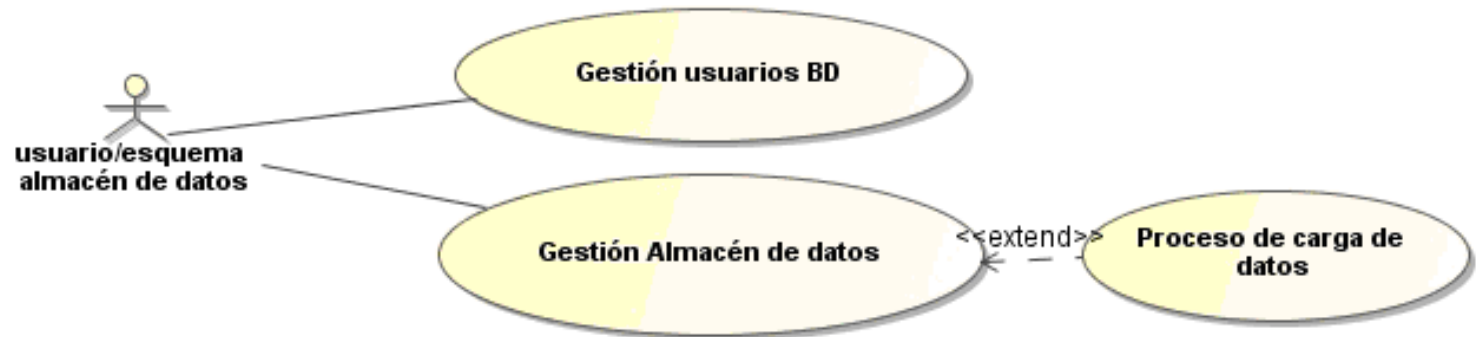 Gestión usuarios BD
usuario/esquema
almacén de datos
Gestión Almacén de datos
<<extend>>
Proceso de carga de
datos